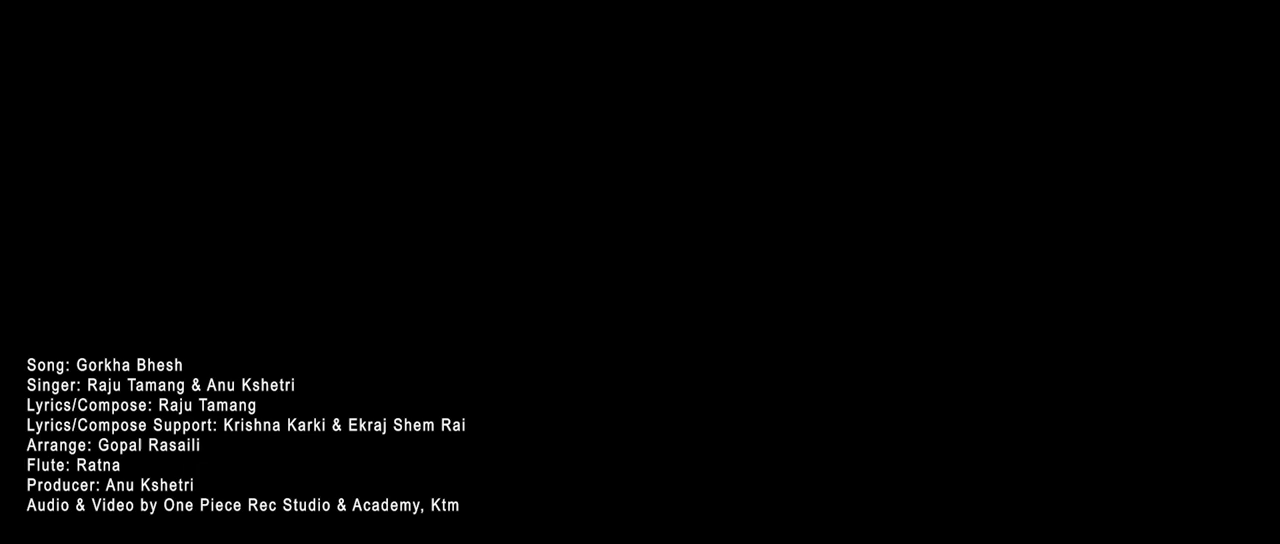 Song: Gorkha Bhesh
Singer: Raju Tamang & Anu Kshetri
Lyrics/Compose: Raju Tamang
Lyrics/Compose Support: Krishna Karki & Ekraj Shem Rai
Arrange: Gopal Rasaili
Flute: Ratna
Producer: Anu Kshetri
Audio & Video by One Piece Rec Studio & Academy, Ktm